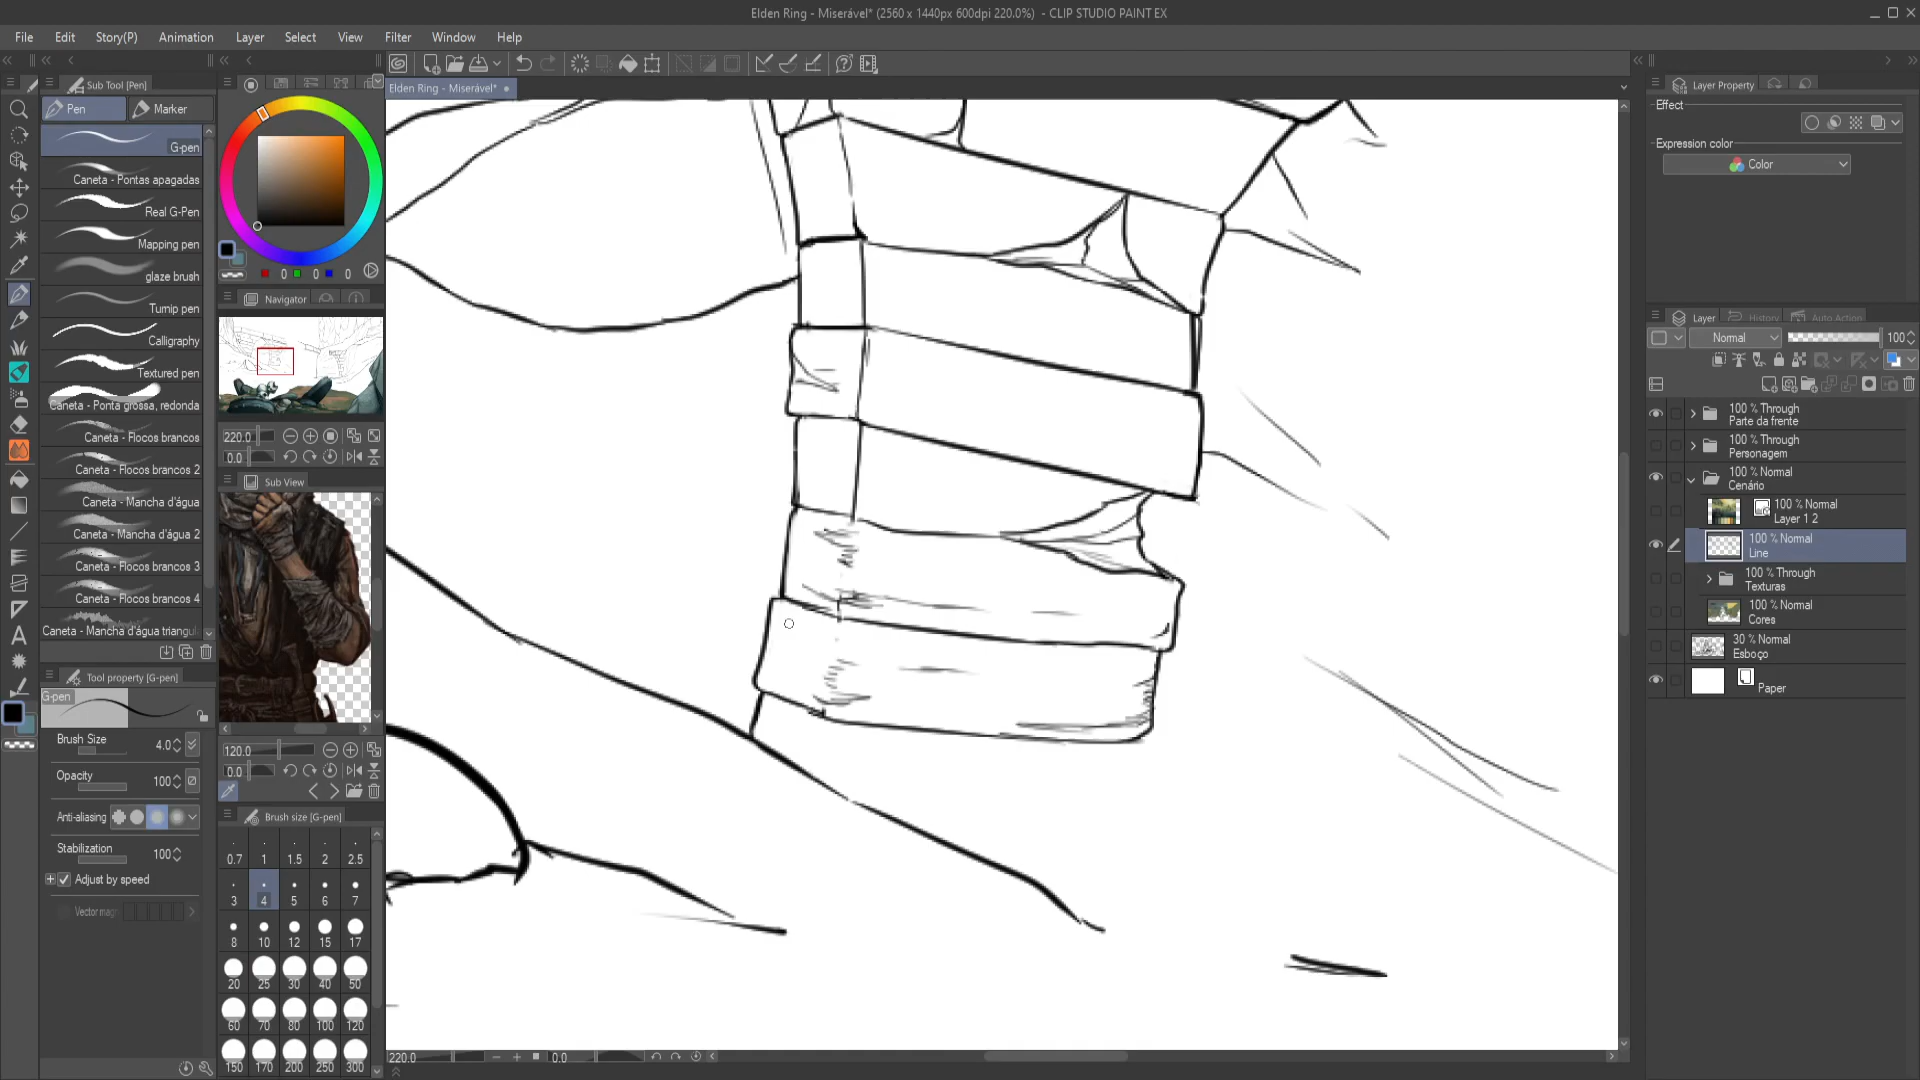 Elden Ring - Miserável* (2560 x 1440px 600dpi 220.0%) - CLIP STUDIO PAINT EX
File Edit Story(P) Animation Layer Select View Filter Window Help
Sub Tool [Pen]
Pen Marker
G-pen
Caneta - Pontas apagadas
Real G-Pen
Mapping pen
glaze brush
Turnip pen
Calligraphy
Textured pen
Caneta - Ponta grossa, redonda
Caneta - Flocos brancos
Caneta - Flocos brancos 2
Caneta - Mancha d'água
Caneta - Mancha d'água 2
Caneta - Flocos brancos 3
Caneta - Flocos brancos 4
Caneta - Mancha d'água triangul
Tool property [G-pen]
G-pen
Brush Size 4.0
Opacity 100
Anti-aliasing
Stabilization 100
Adjust by speed
Vector mag
0 0 0
Navigator
220.0
0.0
Sub View
120.0
0.0
Brush size [G-pen]
0.7 1 1.5 2 2.5
3 4 5 6 7
8 10 12 15 17
20 25 30 40 50
60 70 80 100 120
150 170 200 250 300
Elden Ring - Miserável*
220.0 0.0
Layer Property
Effect
Expression color
Color
Layer History Auto Action
Normal 100
100 % Through
Parte da frente
100 % Through
Personagem
100 % Normal
Cenário
100 % Normal
Layer 1 2
100 % Normal
Line
100 % Through
Texturas
100 % Normal
Cores
30 % Normal
Esboço
Paper